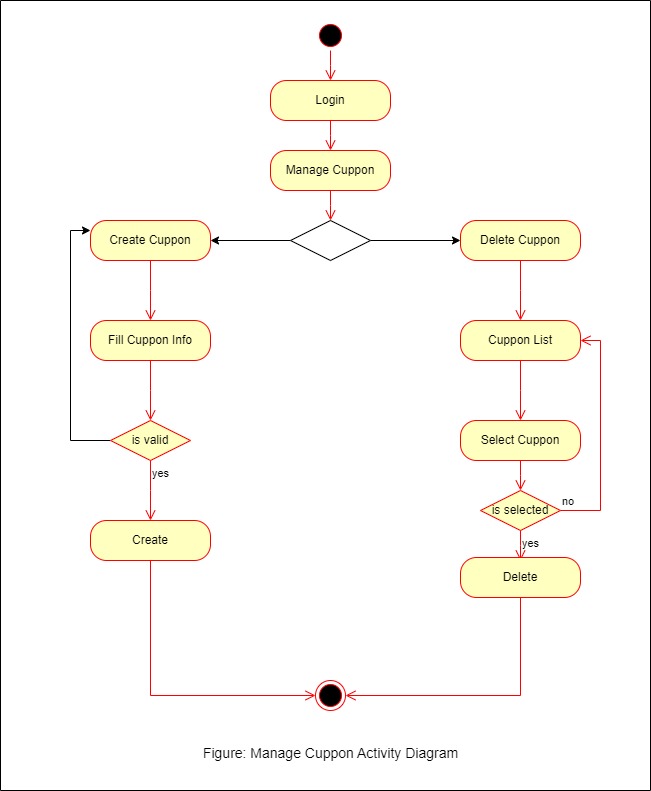 Login
Manage Cuppon
Create Cuppon
Delete Cuppon
Fill Cuppon Info
Cuppon List
is valid
Select Cuppon
yes
no
is selected
Create
yes
Delete
Figure: Manage Cuppon Activity Diagram